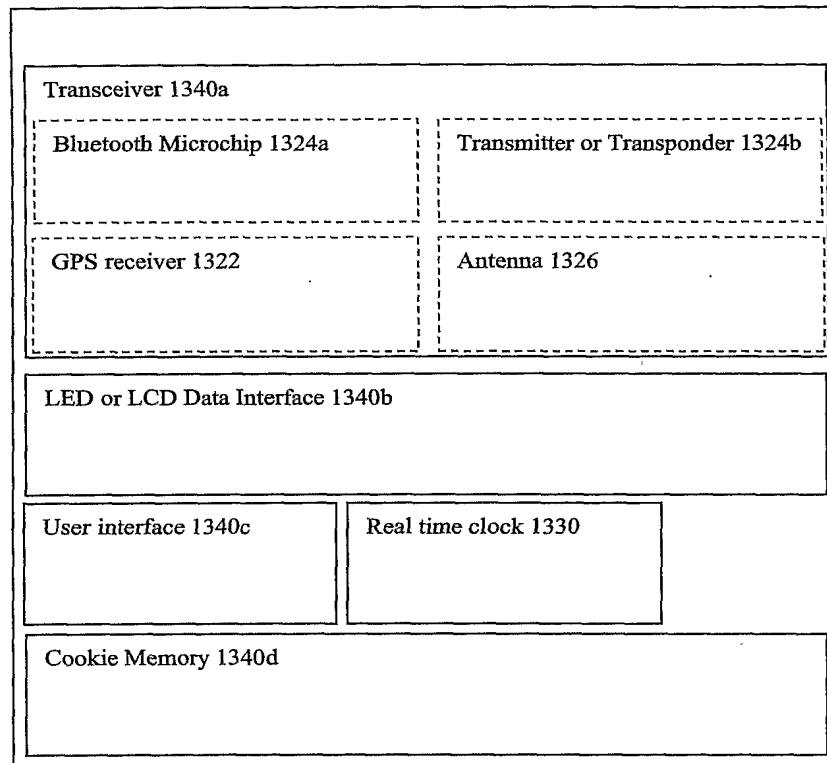 Transceiver 1340a
Bluetooth Microchip 1324a
Transmitter or Transponder 1324b
GPS receiver 1322
Antenna 1326
LED or LCD Data Interface 1340b
User interface 1340c
Real time clock 1330
Cookie Memory 1340d